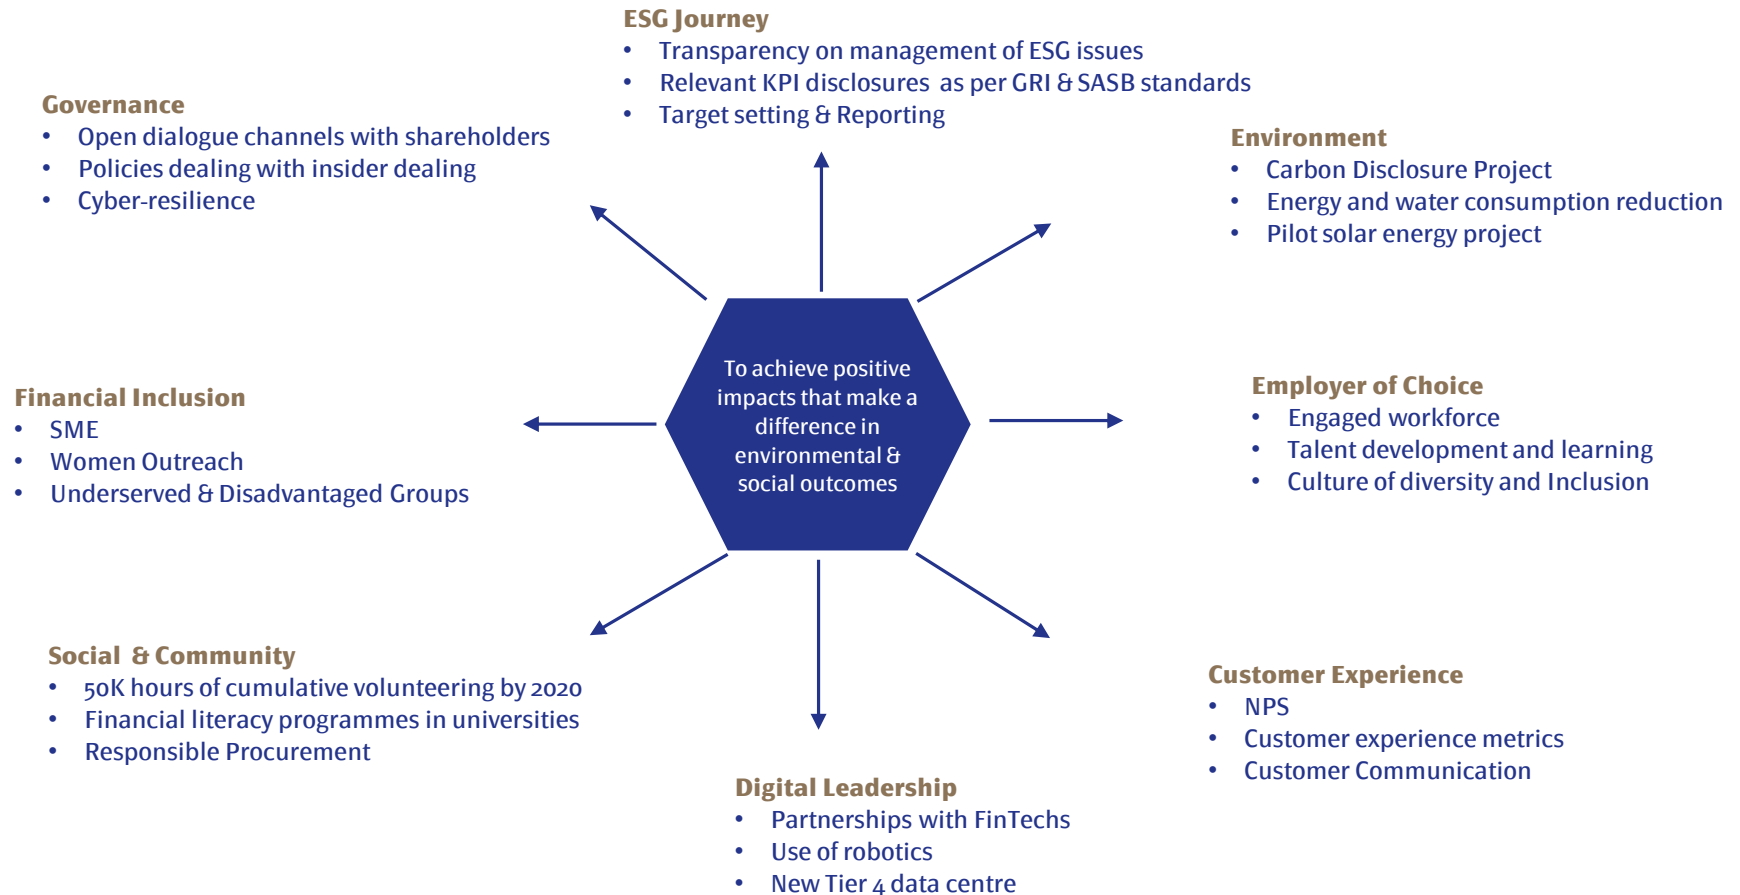 ESG Journey
• Transparency on management of ESG issues
• Relevant KPI disclosures as per GRI & SASB standards
• Target setting & Reporting
Governance
• Open dialogue channels with shareholders
• Policies dealing with insider dealing
• Cyber-resilience
Environment
• Carbon Disclosure Project
• Energy and water consumption reduction
• Pilot solar energy project
To achieve positive
impacts that make a
difference in
environmental &
social outcomes
Financial Inclusion
• SME
• Women Outreach
• Underserved & Disadvantaged Groups
Employer of Choice
• Engaged workforce
• Talent development and learning
• Culture of diversity and Inclusion
Social & Community
• 50K hours of cumulative volunteering by 2020
• Financial literacy programmes in universities
• Responsible Procurement
Customer Experience
• NPS
• Customer experience metrics
• Customer Communication
Digital Leadership
• Partnerships with FinTechs
• Use of robotics
• New Tier 4 data centre